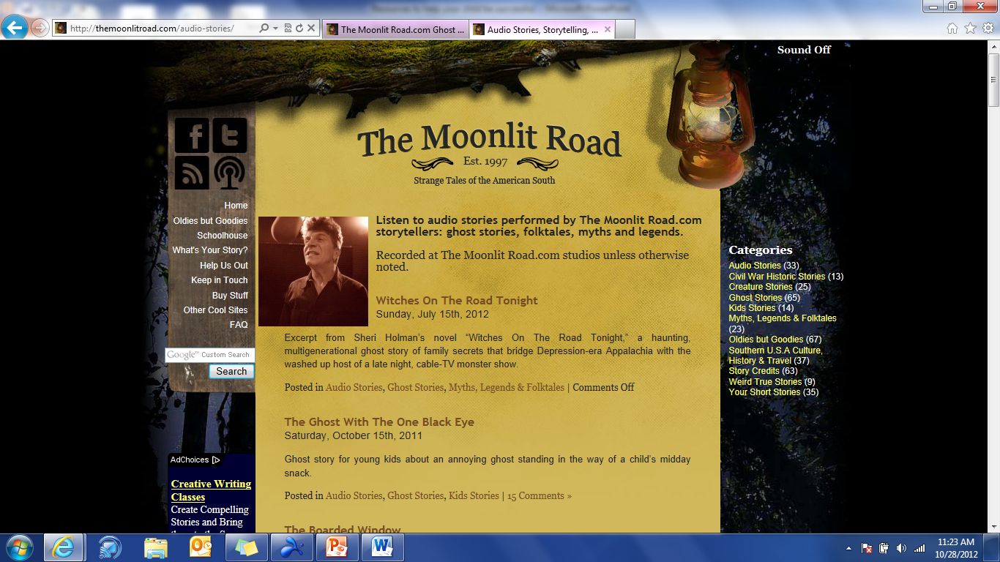 http://themoonlitroad.com/audio-stories/
The Moonlit Road.com Ghost ...
Audio Stories, Storytelling, ...
Sound Off
The Moonlit Road
Est. 1997
Strange Tales of the American South
Home
Oldies but Goodies
Schoolhouse
What's Your Story?
Help Us Out
Keep in Touch
Buy Stuff
Other Cool Sites
FAQ
Google™ Custom Search
Search
AdChoices
Creative Writing
Classes
Create Compelling
Stories and Bring
Listen to audio stories performed by The Moonlit Road.com
storytellers: ghost stories, folktales, myths and legends.
Recorded at The Moonlit Road.com studios unless otherwise
noted.
Witches On The Road Tonight
Sunday, July 15th, 2012
Excerpt from Sheri Holman's novel “Witches On The Road Tonight,” a haunting,
multigenerational ghost story of family secrets that bridge Depression-era Appalachia with the
washed up host of a late night, cable-TV monster show.
Posted in Audio Stories, Ghost Stories, Myths, Legends & Folktales | Comments Off
The Ghost With The One Black Eye
Saturday, October 15th, 2011
Ghost story for young kids about an annoying ghost standing in the way of a child's midday
snack.
Posted in Audio Stories, Ghost Stories, Kids Stories | 15 Comments »
The Boarded Window
Categories
Audio Stories (33)
Civil War Historic Stories (13)
Creature Stories (25)
Ghost Stories (65)
Kids Stories (14)
Myths, Legends & Folktales
(23)
Oldies but Goodies (67)
Southern U.S.A Culture,
History & Travel (37)
Story Credits (63)
Weird True Stories (9)
Your Short Stories (35)
11:23 AM
10/28/2012